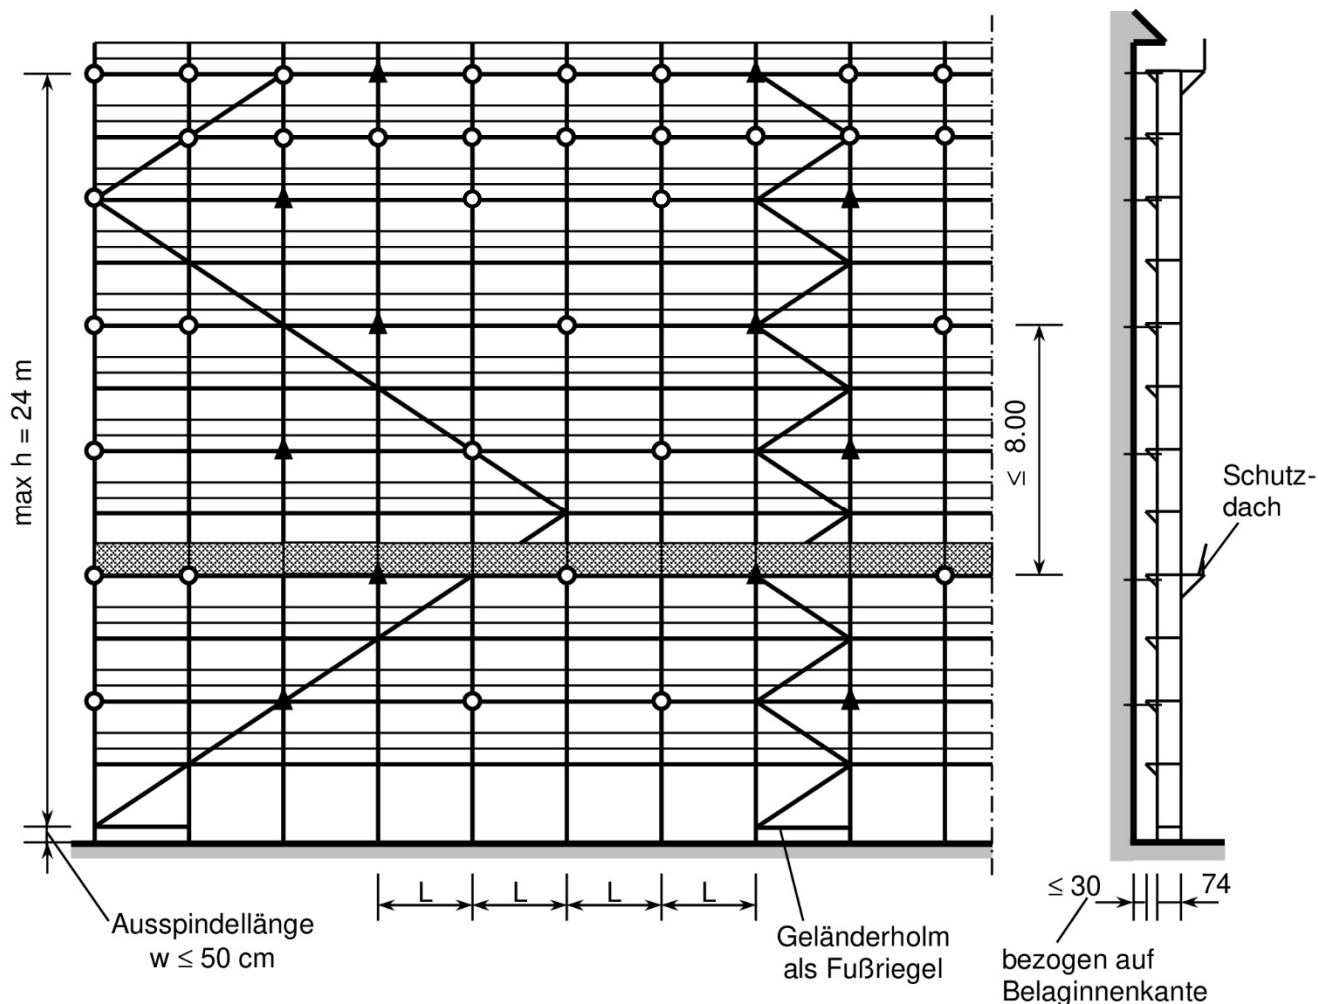 max h = 24 m
≤ 8.00
Schutz-
dach
L
L
L
L
≤ 30
74
Ausspindellänge
w ≤ 50 cm
Geländerholm
als Fußriegel
bezogen auf
Belaginnenkante